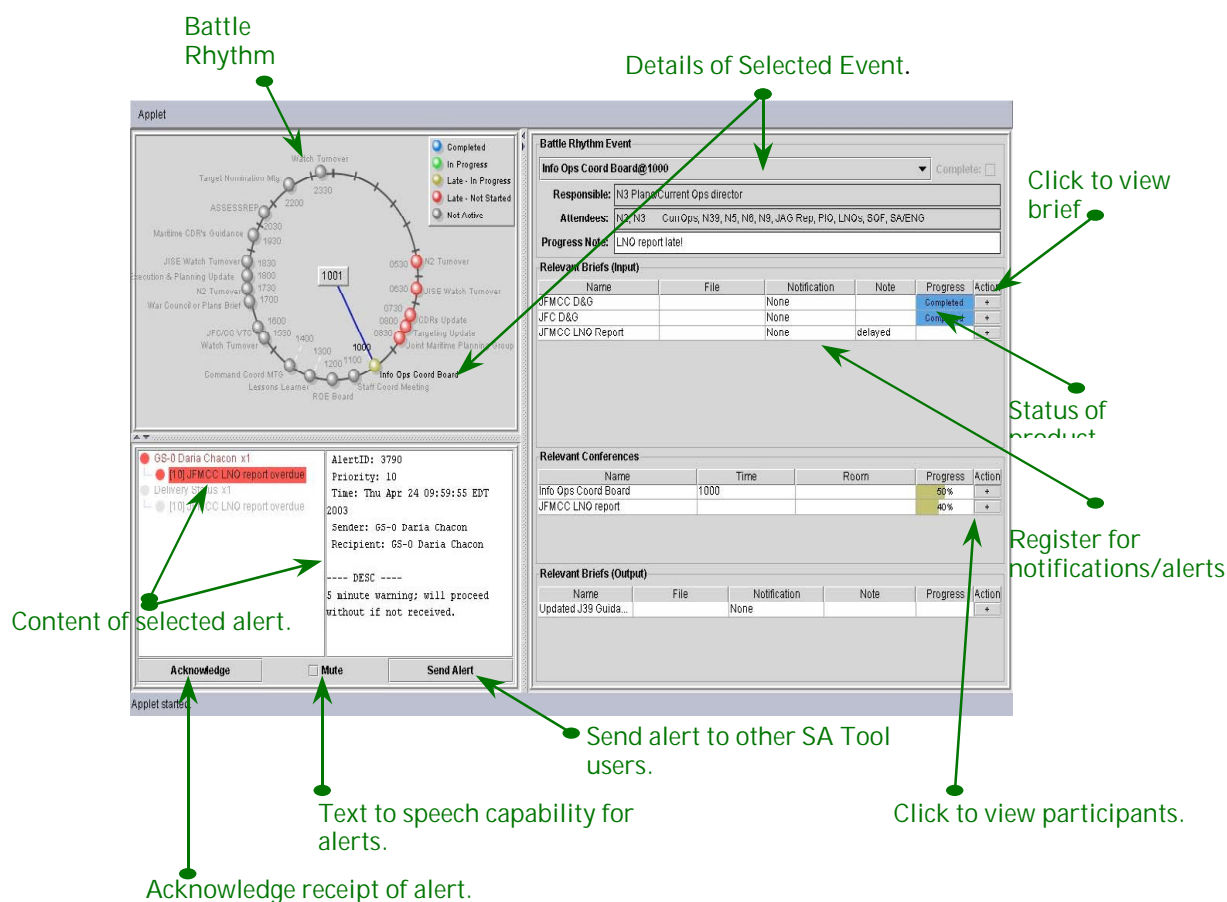 Battle
Rhythm
Details of Selected Event.
Applet
Completed
In Progress
Late - In Progress
Late - Not Started
Not Active
Watch Turnover
2330
Target Nomination Mtg
2200
ASSESSREP
2030
Maritime CDR's Guidance
1930
JISE Watch Turnover
1830
Execution & Planning Update
1800
N2 Turnover
1730
War Council or Plans Brief
1700
1600
JFC/CC VTC
1530
Watch Turnover
1400
Command Coord MTG
1300
Lessons Learner
1200
ROE Board
1100
Staff Coord Meeting
1000
Info Ops Coord Board
1001
0530
N2 Turnover
0630
JISE Watch Turnover
0730
CDRs Update
0800
Targeting Update
0830
Joint Maritime Planning Group
Battle Rhythm Event
Info Ops Coord Board@1000
Complete:
Responsible: N3 Plans/Current Ops director
Attendees: N2, N3 CurrOps, N39, N5, N6, N9, JAG Rep, PIO, LNOs, SOF, SA/ENG
Progress Note: LNO report late!
Relevant Briefs (Input)
Name File Notification Note Progress Action
JFMCC D&G None Completed +
JFC D&G None Completed +
JFMCC LNO Report None delayed +
Relevant Conferences
Name Time Room Progress Action
Info Ops Coord Board 1000 50% +
JFMCC LNO report 40% +
Relevant Briefs (Output)
Name File Notification Note Progress Action
Updated J39 Guida... None +
GS-0 Daria Chacon x1
[10] JFMCC LNO report overdue
Delivery Status x1
[10] JFMCC LNO report overdue
AlertID: 3790
Priority: 10
Time: Thu Apr 24 09:59:55 EDT
2003
Sender: GS-0 Daria Chacon
Recipient: GS-0 Daria Chacon
---- DESC ----
5 minute warning; will proceed
without if not received.
Acknowledge
Mute
Send Alert
Applet started.
Click to view
brief
Status of
product
Register for
notifications/alerts
Content of selected alert.
Send alert to other SA Tool
users.
Text to speech capability for
alerts.
Click to view participants.
Acknowledge receipt of alert.